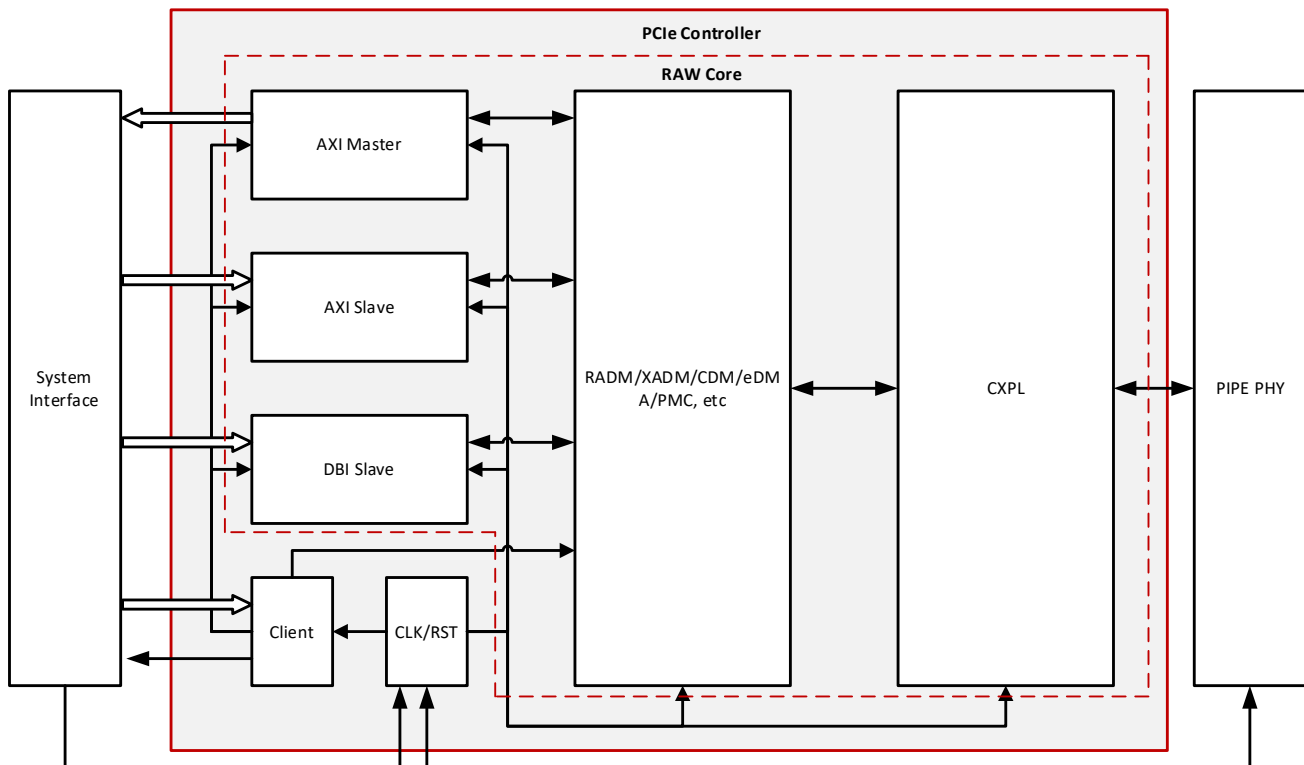 PCIe Controller
RAW Core
AXI Master
AXI Slave
System
Interface
RADM/XADM/CDM/eDM
A/PMC, etc
CXPL
PIPE PHY
DBI Slave
Client
CLK/RST